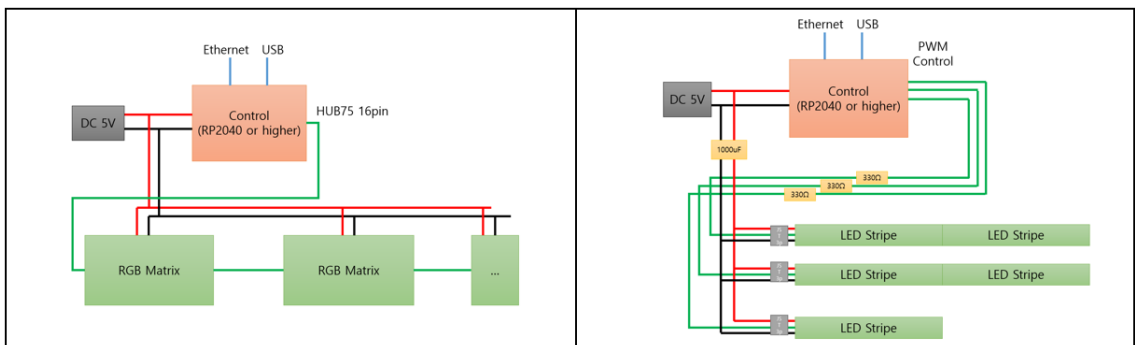 Ethernet USB
DC 5V
Control
(RP2040 or higher)
HUB75 16pin
RGB Matrix
RGB Matrix
...
Ethernet USB
PWM
Control
DC 5V
Control
(RP2040 or higher)
1000uF
330Ω
330Ω
330Ω
LED Stripe
LED Stripe
LED Stripe
LED Stripe
LED Stripe